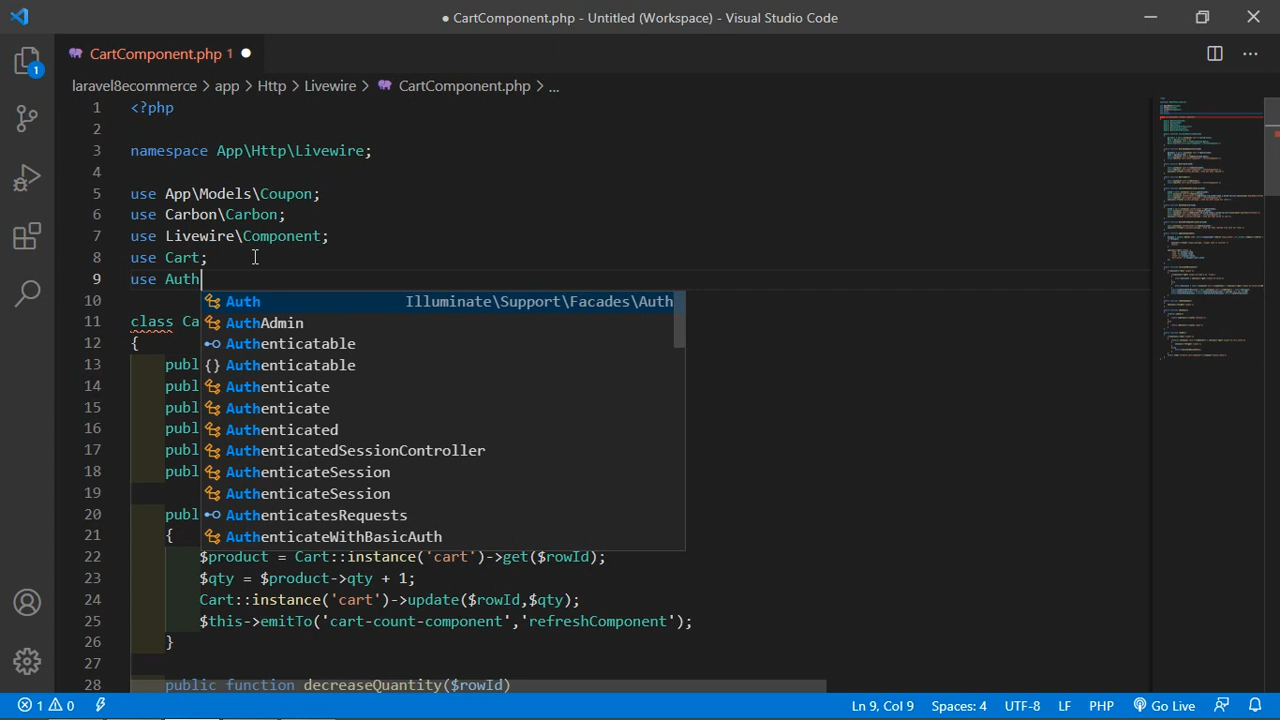 ● CartComponent.php - Untitled (Workspace) - Visual Studio Code
CartComponent.php 1
1
laravel8ecommerce > app > Http > Livewire > CartComponent.php > ...
1 <?php
2
3 namespace App\Http\Livewire;
4
5 use App\Models\Coupon;
6 use Carbon\Carbon;
7 use Livewire\Component;
8 use Cart;
9 use Auth
Auth Illuminate\Support\Facades\Auth
10
11 class Ca
AuthAdmin
12 {
Authenticatable
13 publ
{} Authenticatable
14 publ
Authenticate
15 publ
Authenticate
16 publ
Authenticated
17 publ
AuthenticatedSessionController
18 publ
AuthenticateSession
19
AuthenticateSession
20 publ
AuthenticatesRequests
21 {
AuthenticateWithBasicAuth
22 $product = Cart::instance('cart')->get($rowId);
23 $qty = $product->qty + 1;
24 Cart::instance('cart')->update($rowId,$qty);
25 $this->emitTo('cart-count-component','refreshComponent');
26 }
27
28 public function decreaseQuantity($rowId)
1 0 Ln 9, Col 9 Spaces: 4 UTF-8 LF PHP Go Live